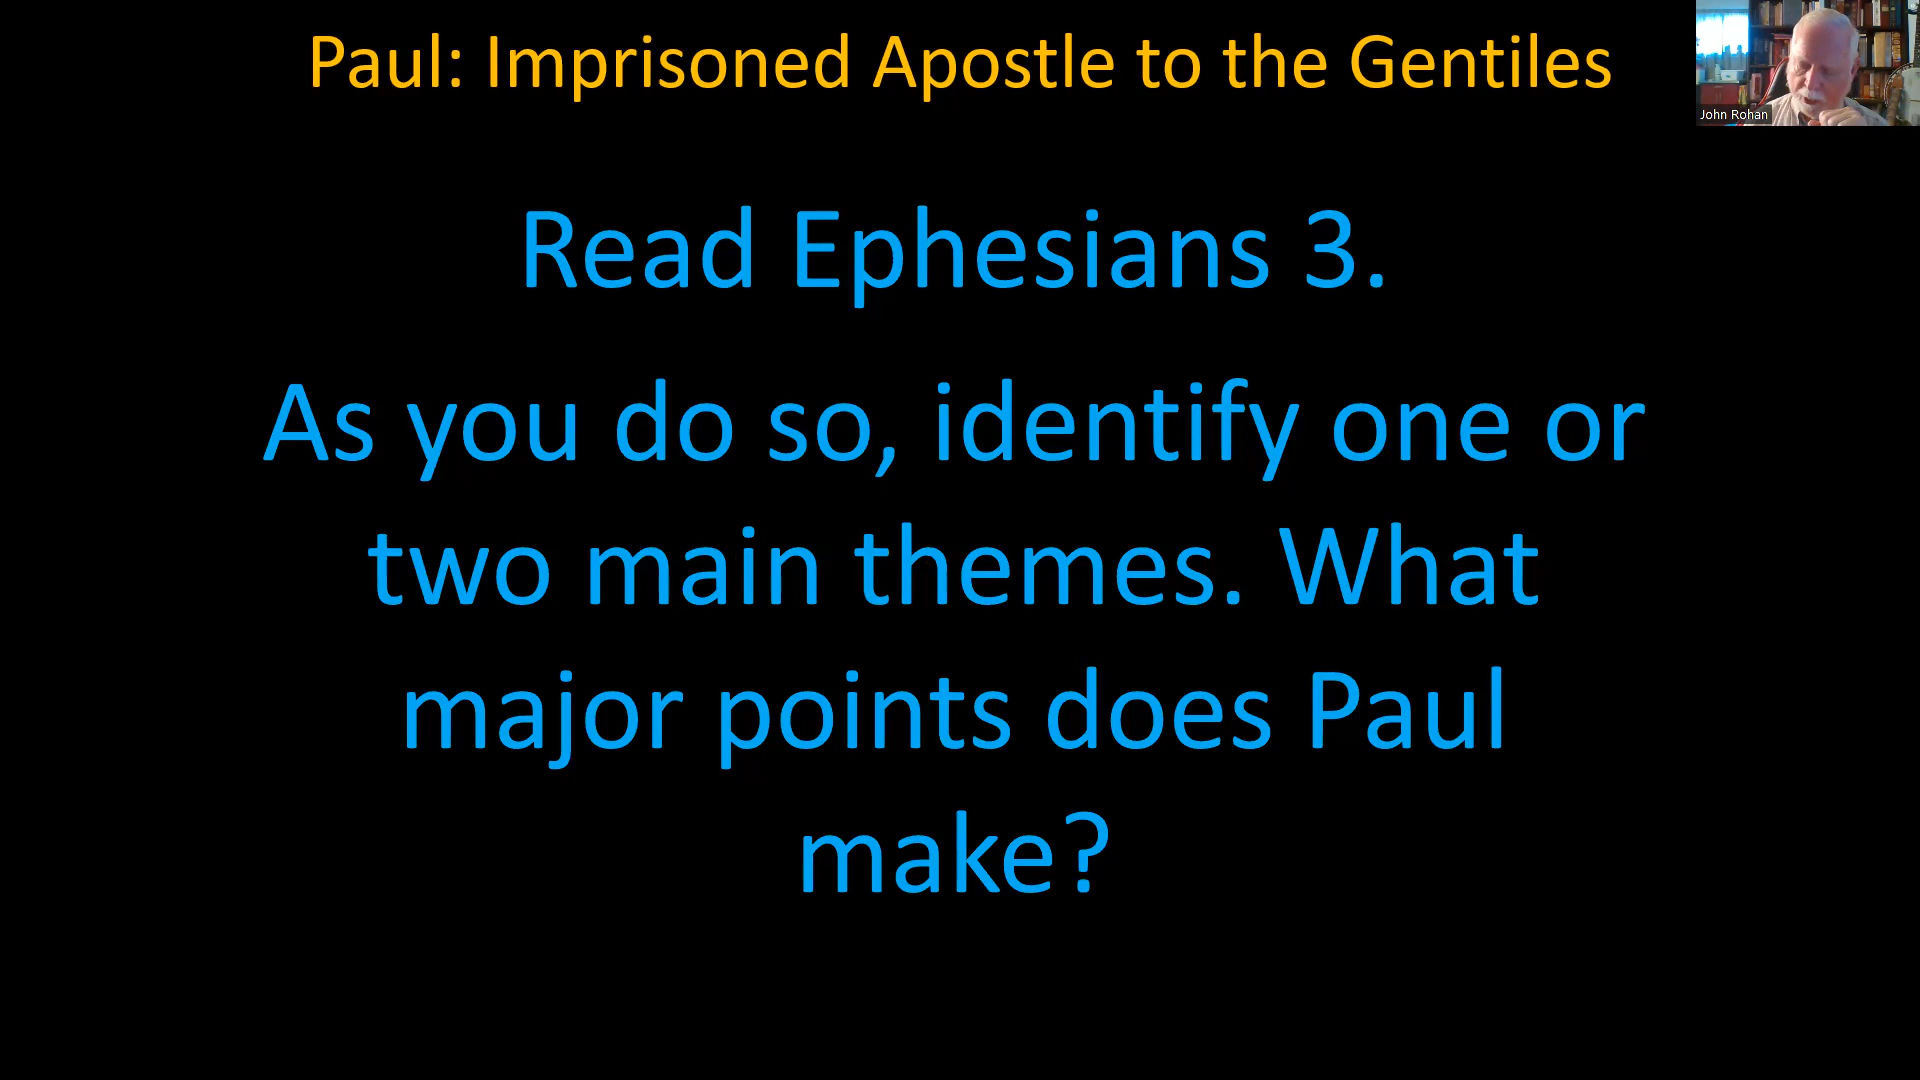 Paul: Imprisoned Apostle to the Gentiles
John Rohan
Read Ephesians 3.
As you do so, identify one or
two main themes. What
major points does Paul
make?